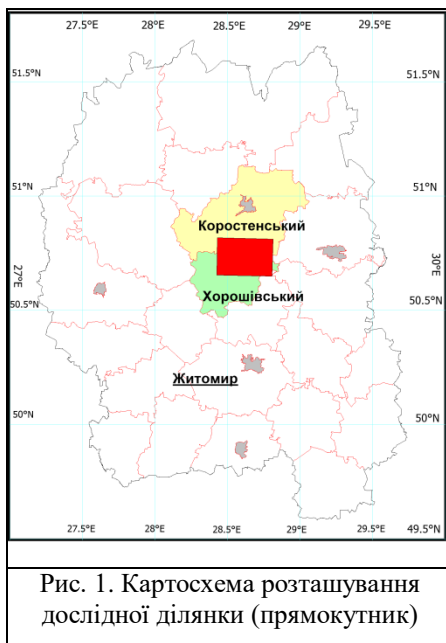 27.5°E 28°E 28.5°E 29°E 29.5°E
51.5°N 51.5°N
51°N 51°N
Коростенський
27°E 30°E
50.5°N 50.5°N
Хорошівський
Житомир
50°N 50°N
27.5°E 28°E 28.5°E 29°E 29.5°E 49.5°N
Рис. 1. Картосхема розташування
дослідної ділянки (прямокутник)